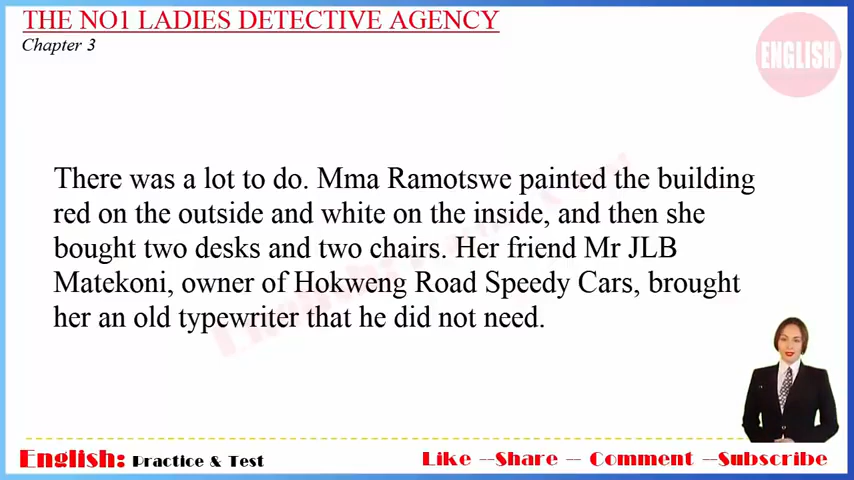 THE NO1 LADIES DETECTIVE AGENCY
Chapter 3
ENGLISH
There was a lot to do. Mma Ramotswe painted the building
red on the outside and white on the inside, and then she
bought two desks and two chairs. Her friend Mr JLB
Matekoni, owner of Hokweng Road Speedy Cars, brought
her an old typewriter that he did not need.
English: Practice & Test
Like --Share -- Comment --Subscribe